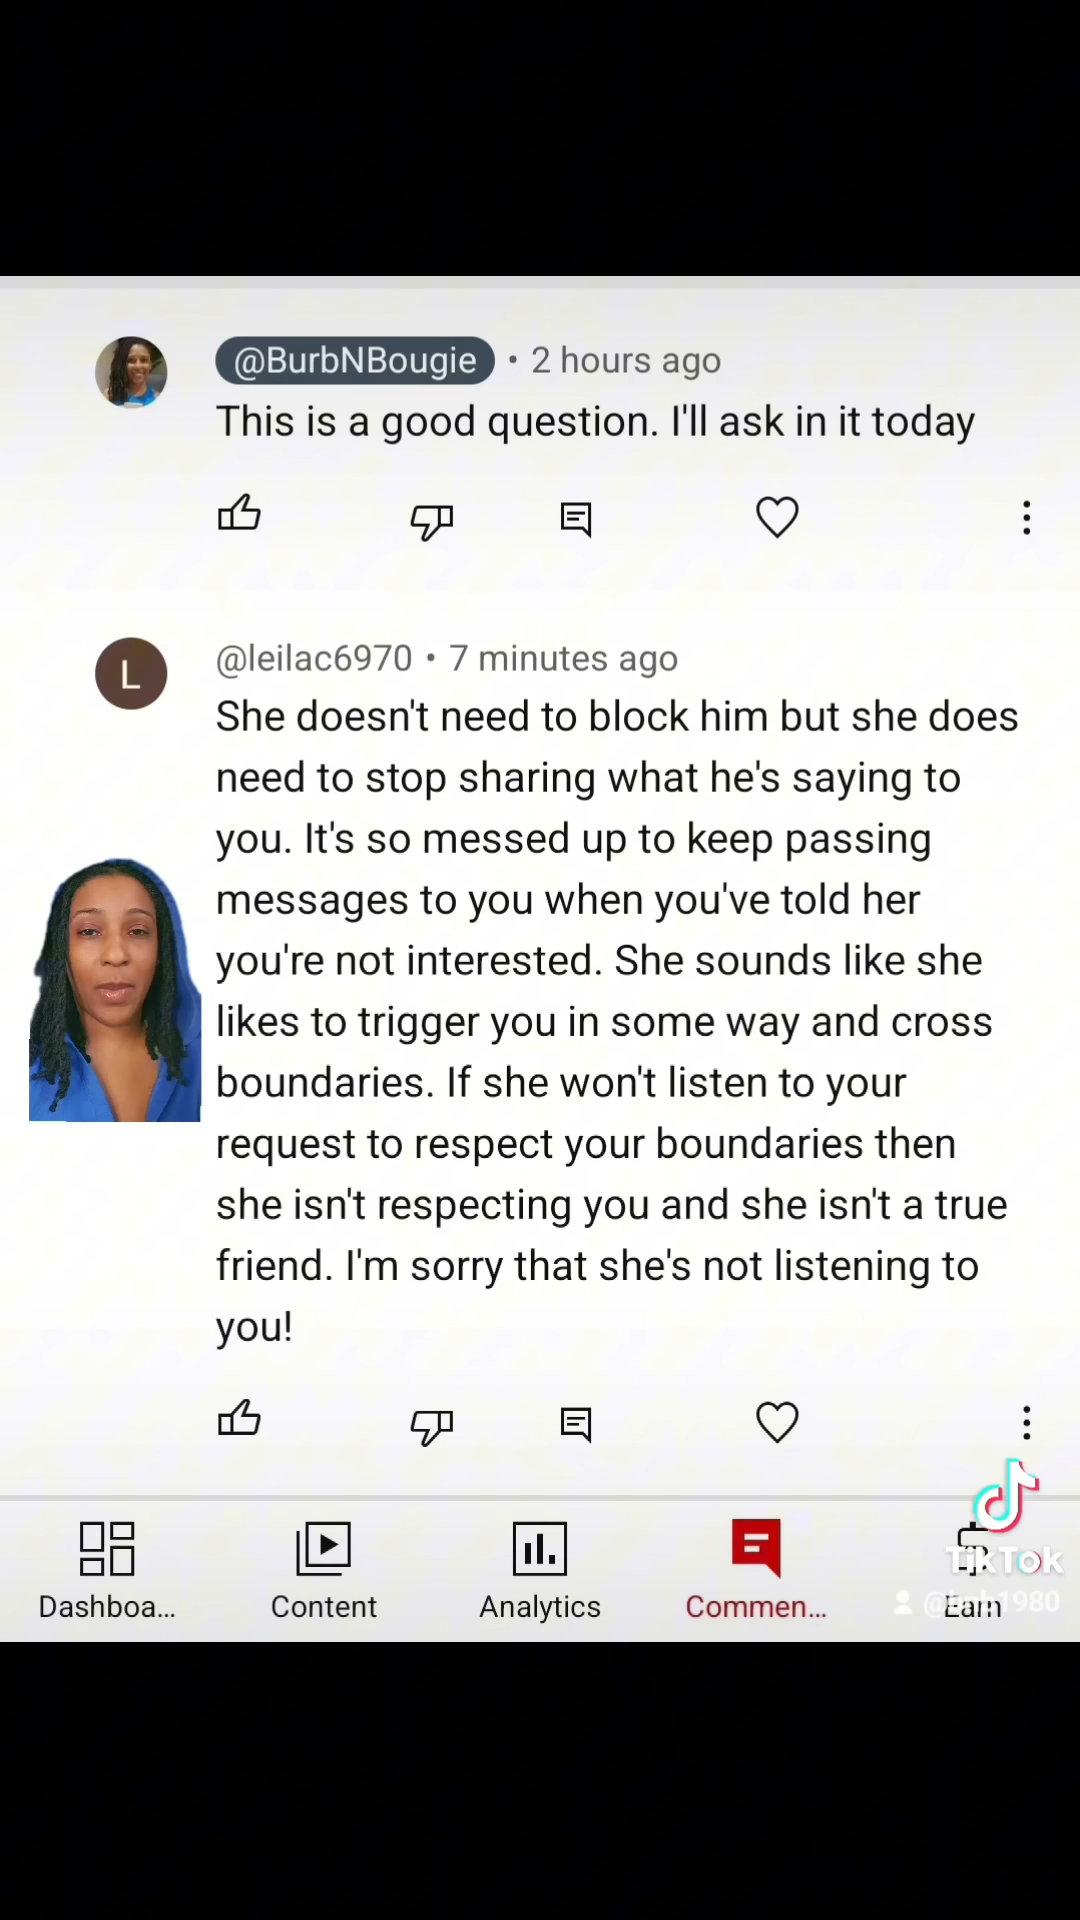 @BurbNBougie • 2 hours ago
This is a good question. I'll ask in it today
L
@leilac6970 • 7 minutes ago
She doesn't need to block him but she does
need to stop sharing what he's saying to
you. It's so messed up to keep passing
messages to you when you've told her
you're not interested. She sounds like she
likes to trigger you in some way and cross
boundaries. If she won't listen to your
request to respect your boundaries then
she isn't respecting you and she isn't a true
friend. I'm sorry that she's not listening to
you!
TikTok
Dashboa...
Content
Analytics
Commen...
Earn